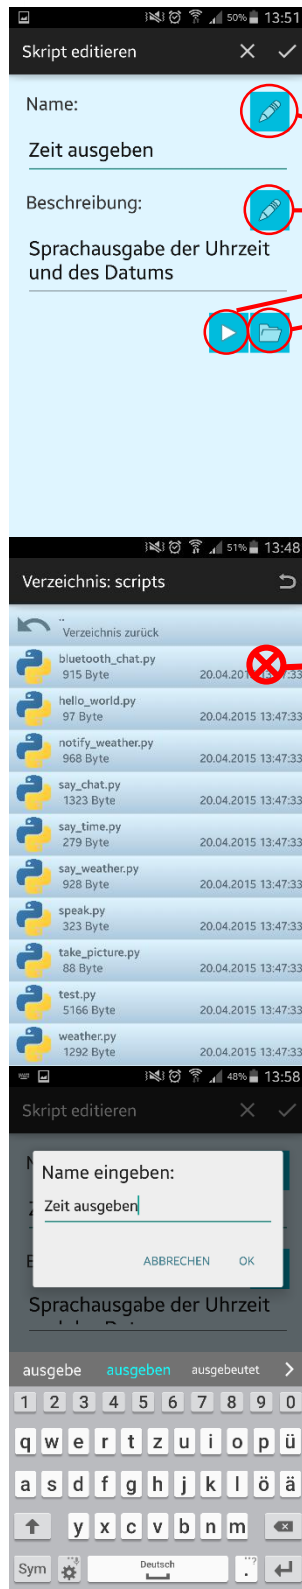 50% 13:51
Skript editieren
Name:
Zeit ausgeben
Beschreibung:
Sprachausgabe der Uhrzeit
und des Datums
51% 13:48
Verzeichnis: scripts
..
Verzeichnis zurück
bluetooth_chat.py
915 Byte 20.04.2015
hello_world.py
97 Byte 20.04.2015 13:47:33
notify_weather.py
968 Byte 20.04.2015 13:47:33
say_chat.py
1323 Byte 20.04.2015 13:47:33
say_time.py
279 Byte 20.04.2015 13:47:33
say_weather.py
928 Byte 20.04.2015 13:47:33
speak.py
323 Byte 20.04.2015 13:47:33
take_picture.py
88 Byte 20.04.2015 13:47:33
test.py
5166 Byte 20.04.2015 13:47:33
weather.py
1292 Byte 20.04.2015 13:47:33
48% 13:58
Skript editieren
Name eingeben:
Zeit ausgeben
ABBRECHEN OK
Sprachausgabe der Uhrzeit
ausgebe ausgeben ausgebeutet
1 2 3 4 5 6 7 8 9 0
q w e r t z u i o p ü
a s d f g h j k l ö ä
y x c v b n m
Sym Deutsch . ?